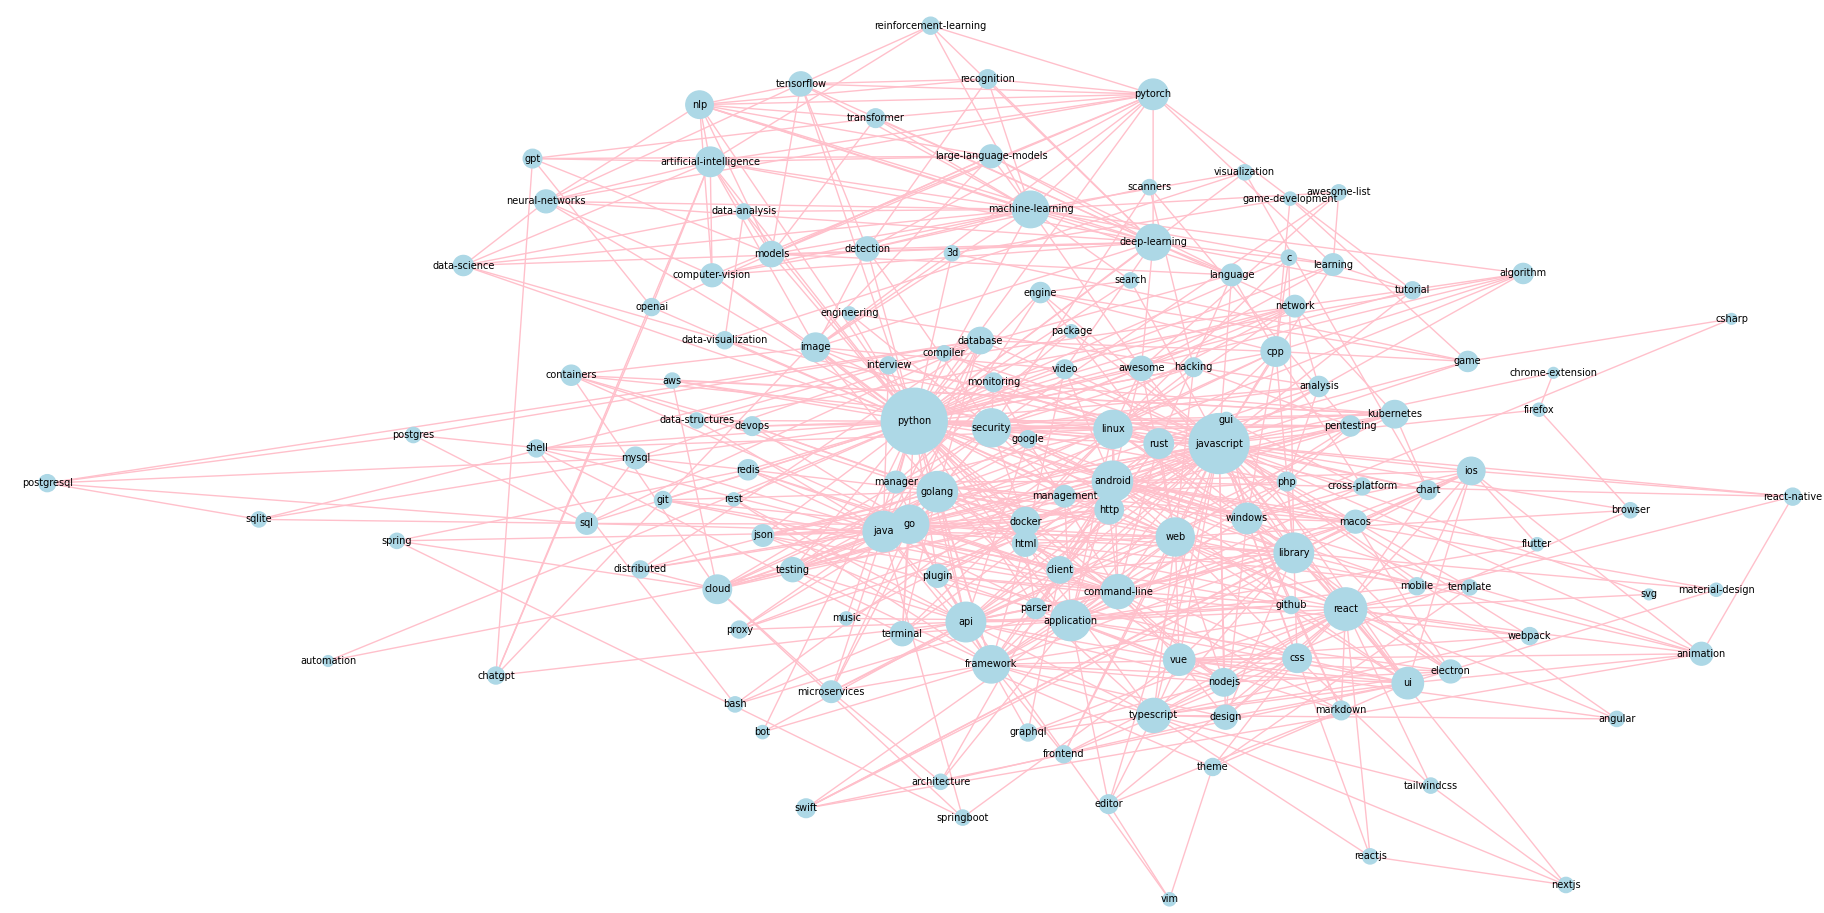 reinforcement-learning
recognition
tensorflow
pytorch
nlp
transformer
large-language-models
gpt
artificial-intelligence
visualization
scanners
awesome-list
game-development
neural-networks
data-analysis
machine-learning
deep-learning
detection
3d
models
c
data-science
learning
computer-vision
language
algorithm
search
tutorial
engine
openai
network
engineering
csharp
package
data-visualization
database
image
compiler
cpp
game
interview
video
awesome
hacking
containers
chrome-extension
aws
monitoring
analysis
firefox
kubernetes
data-structures
python
gui
devops
security
linux
pentesting
postgres
google
rust
javascript
shell
mysql
redis
ios
android
postgresql
manager
php
cross-platform
golang
chart
management
react-native
git
rest
http
browser
sqlite
windows
docker
macos
sql
go
java
json
web
spring
html
flutter
library
distributed
testing
client
plugin
cloud
command-line
mobile
template
material-design
svg
github
parser
react
music
application
api
proxy
terminal
webpack
animation
css
vue
automation
framework
electron
chatgpt
nodejs
ui
microservices
bash
markdown
typescript
design
angular
bot
graphql
frontend
theme
architecture
tailwindcss
editor
swift
springboot
reactjs
nextjs
vim